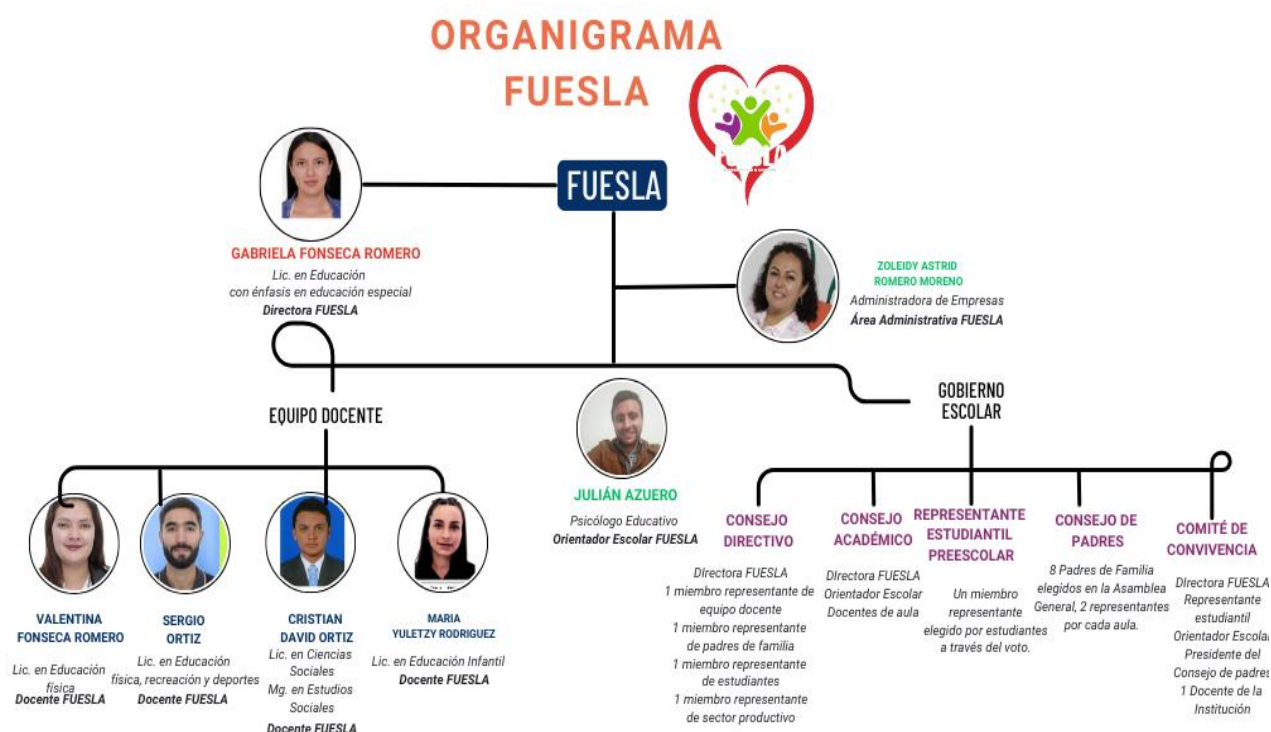 ORGANIGRAMA
FUESLA
FUESLA
FUESLA
GABRIELA FONSECA ROMERO
Lic. en Educación
con énfasis en educación especial
Directora FUESLA
ZOLEIDY ASTRID
ROMERO MORENO
Administradora de Empresas
Área Administrativa FUESLA
EQUIPO DOCENTE
GOBIERNO
ESCOLAR
JULIÁN AZUERO
Psicólogo Educativo
Orientador Escolar FUESLA
VALENTINA
FONSECA ROMERO
Lic. en Educación
física
Docente FUESLA
SERGIO
ORTIZ
Lic. en Educación
física, recreación y deportes
Docente FUESLA
CRISTIAN
DAVID ORTIZ
Lic. en Ciencias
Sociales
Mg. en Estudios
Sociales
Docente FUESLA
MARIA
YULETZY RODRIGUEZ
Lic. en Educación Infantil
Docente FUESLA
CONSEJO
DIRECTIVO
DIrectora FUESLA
1 miembro representante de
equipo docente
1 miembro representante
de padres de familia
1 miembro representante
de estudiantes
1 miembro representante
de sector productivo
CONSEJO
ACADÉMICO
DIrectora FUESLA
Orientador Escolar
Docentes de aula
REPRESENTANTE
ESTUDIANTIL
PREESCOLAR
Un miembro
representante
elegido por estudiantes
a través del voto.
CONSEJO DE
PADRES
8 Padres de Familia
elegidos en la Asamblea
General, 2 representantes
por cada aula.
COMITÉ DE
CONVIVENCIA
DIrectora FUESLA
Representante
estudiantil
Orientador Escolar
Presidente del
Consejo de padres
1 Docente de la
Institución